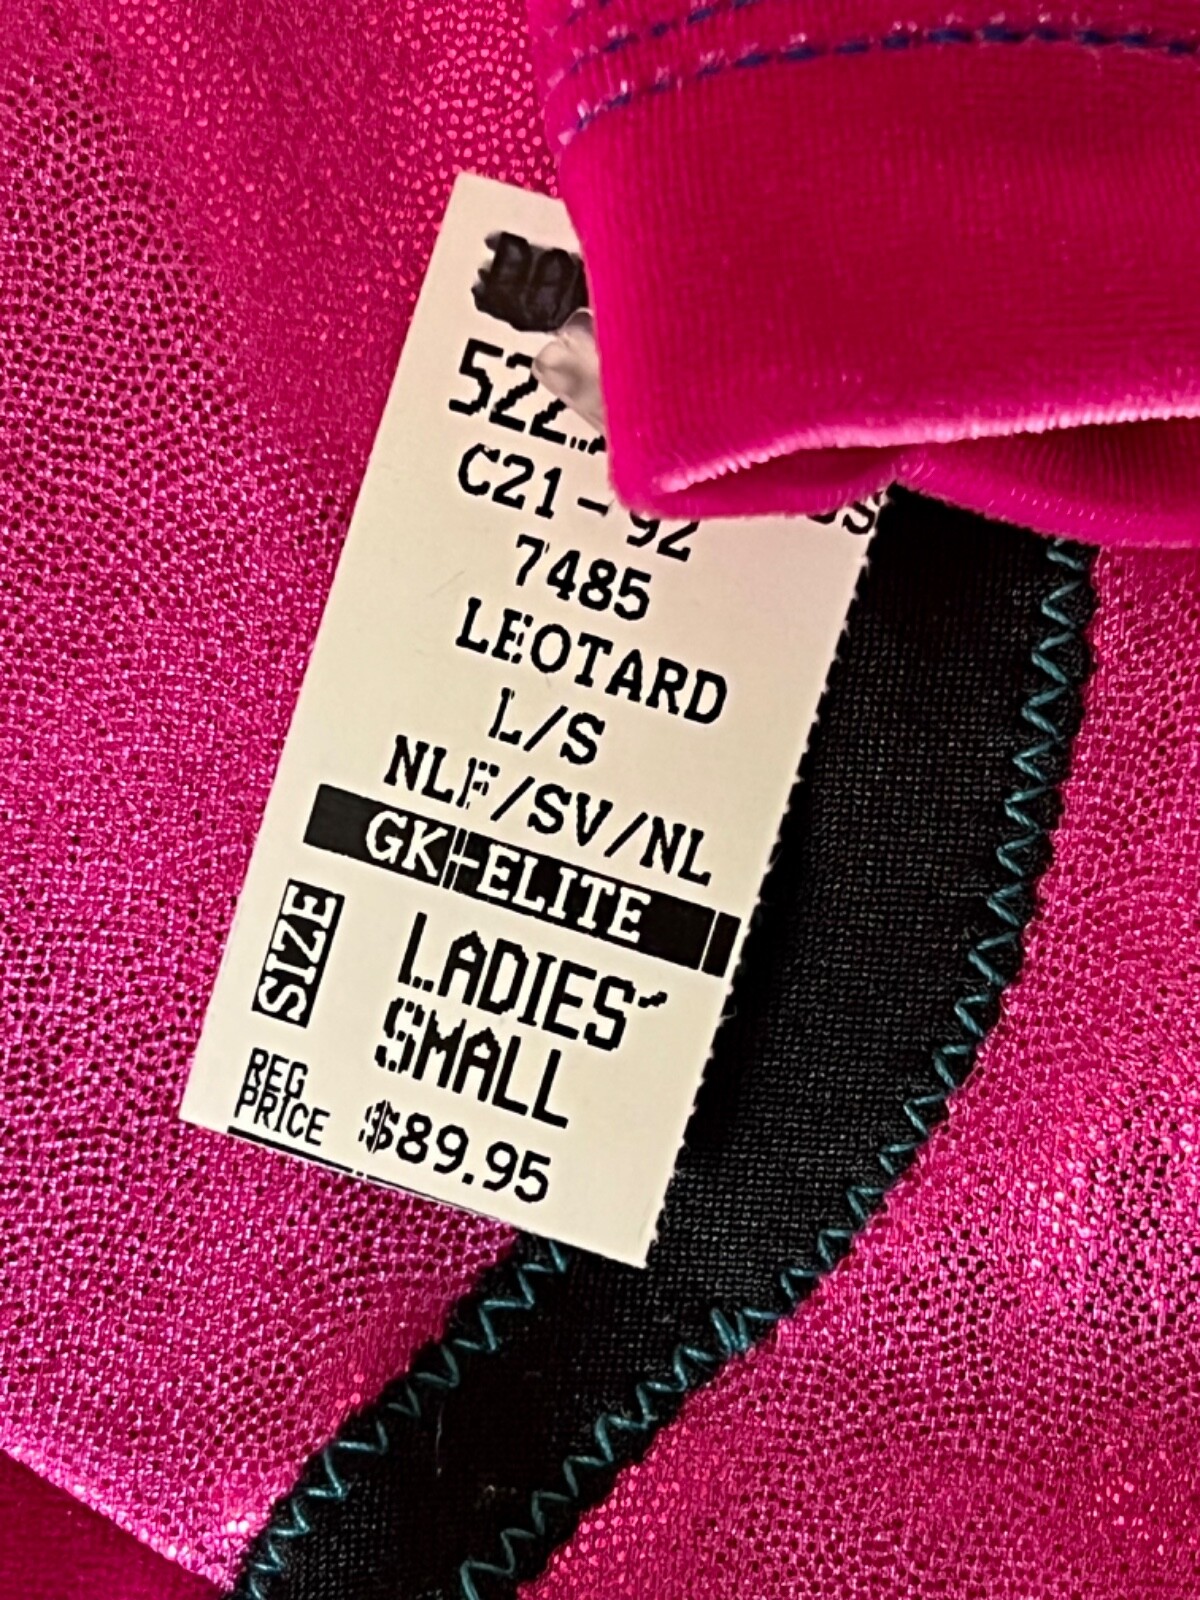 C21-92
7485
LEOTARD
L/S
NLF/SV/NL
GK-ELITE
SIZE
LADIES'
SMALL
REG
PRICE $89.95